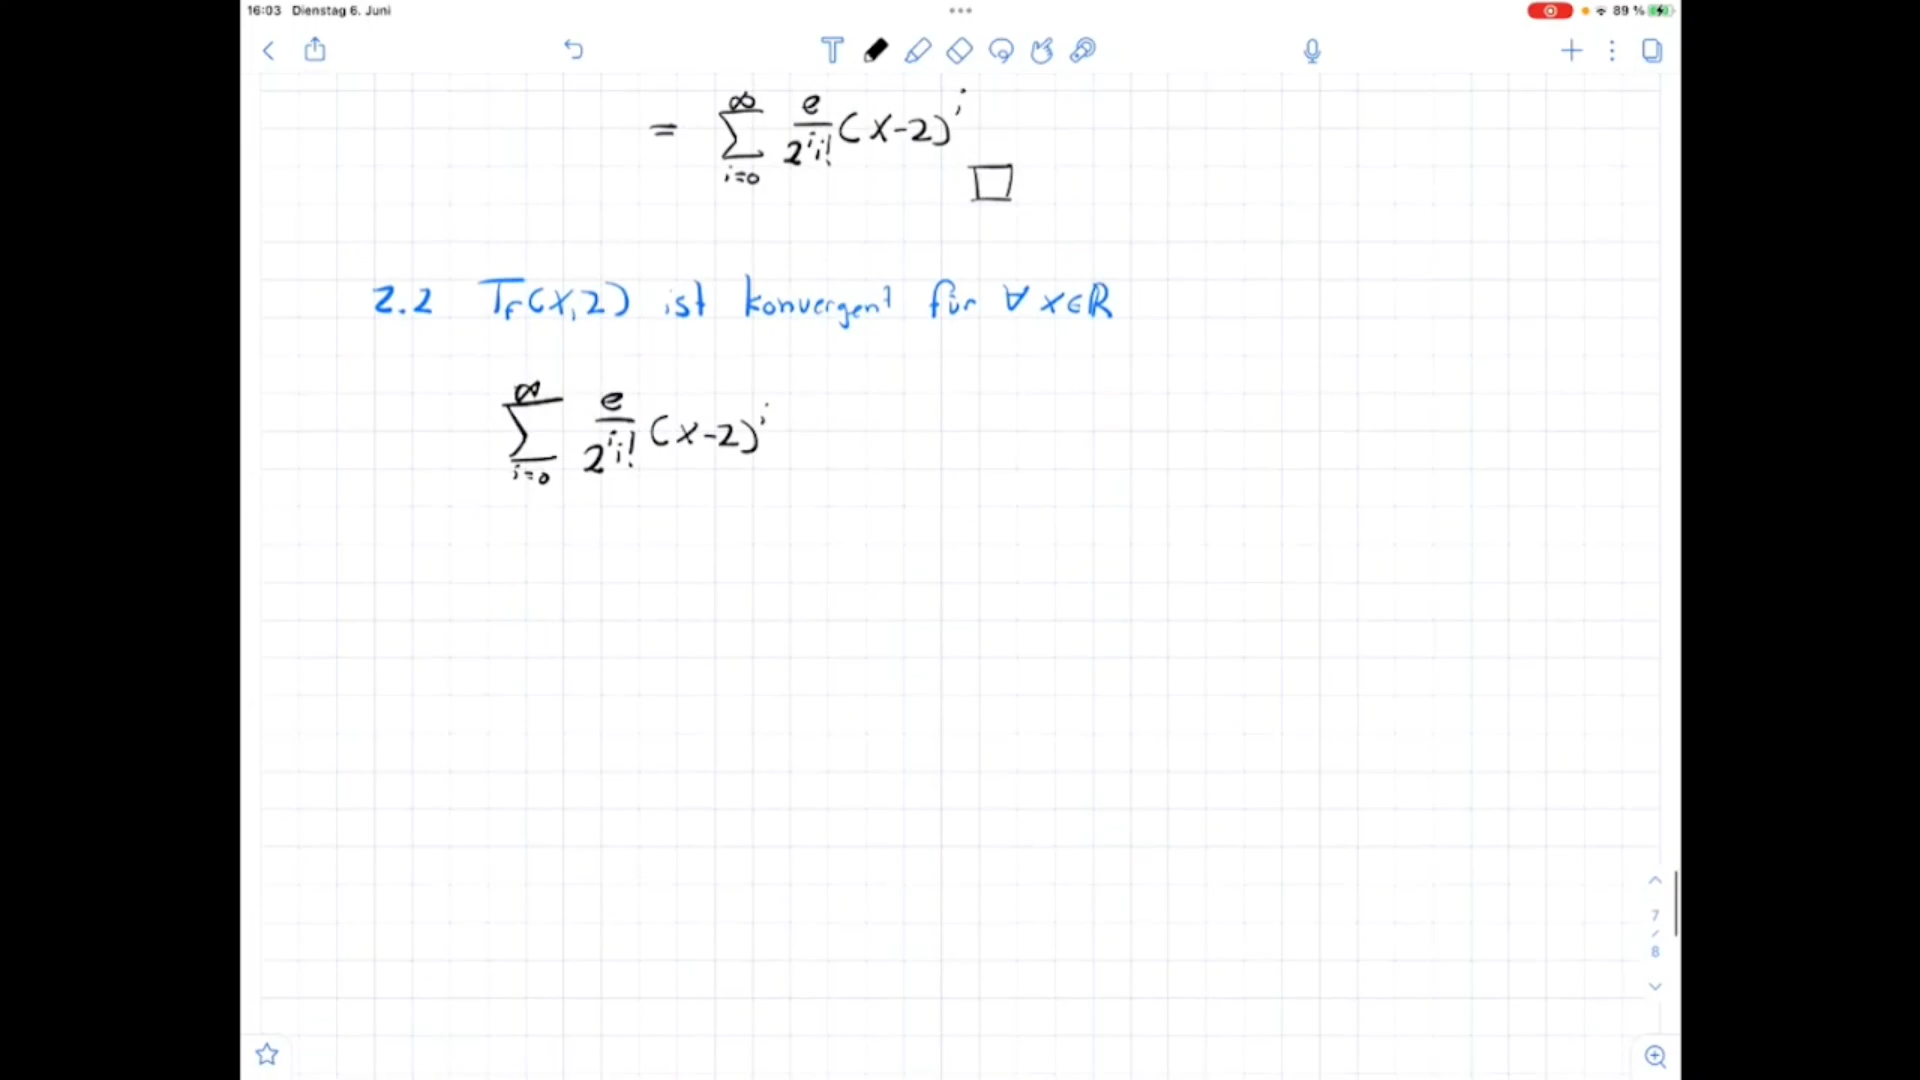 16:03 Dienstag 6. Juni
89 %
T
= ∑_{i=0}^{∞} e/(2^i i!) (x-2)^i
2.2 T_f(x,2) ist konvergent für ∀ x∈ℝ
∑_{i=0}^{∞} e/(2^i i!) (x-2)^i
7
/
8